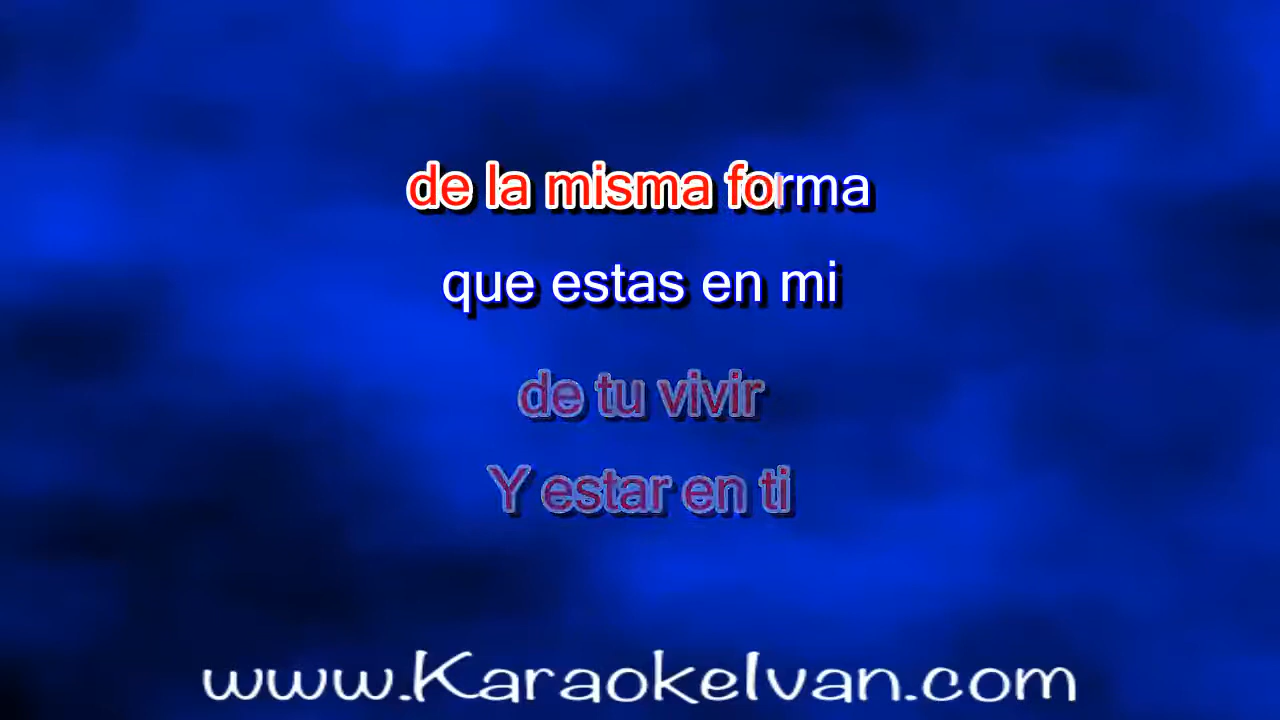 de la misma forma
que estas en mi
de tu vivir
Y estar en ti
www.KaraokeIvan.com